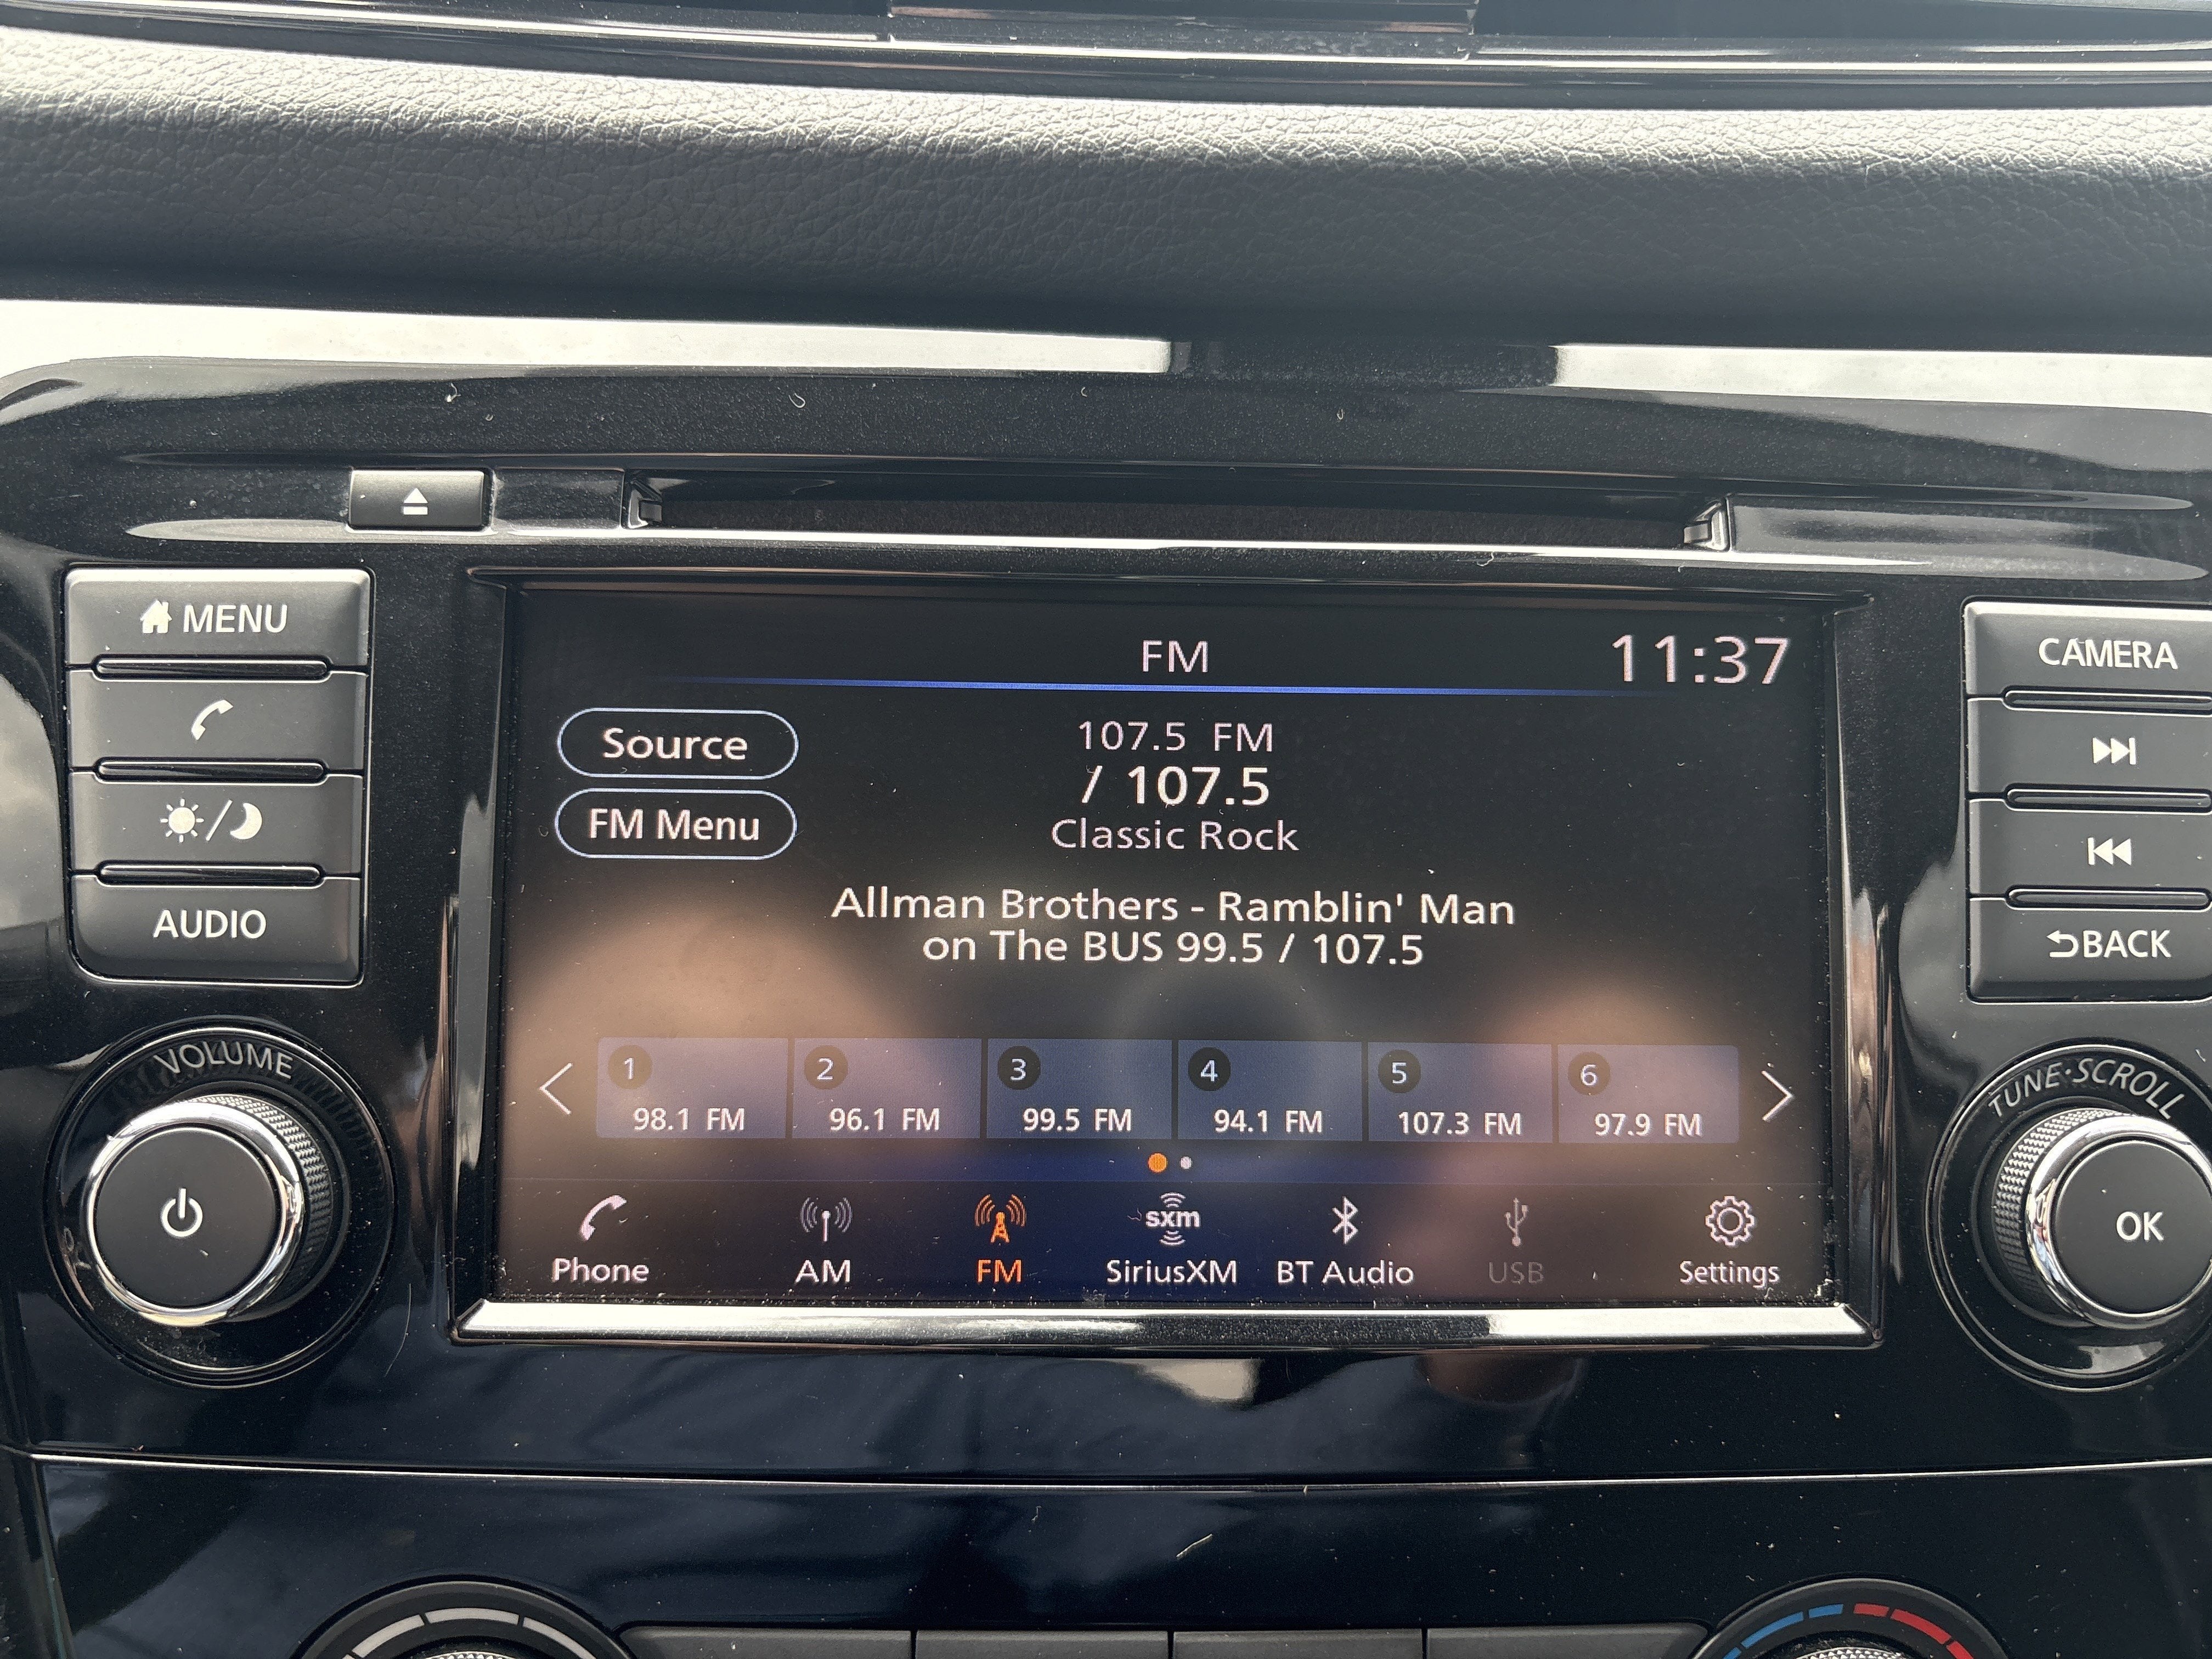 MENU
AUDIO
VOLUME
FM
11:37
Source
FM Menu
107.5 FM
/ 107.5
Classic Rock
Allman Brothers - Ramblin' Man
on The BUS 99.5 / 107.5
1
98.1 FM
2
96.1 FM
3
99.5 FM
4
94.1 FM
5
107.3 FM
6
97.9 FM
Phone
AM
FM
sxm
SiriusXM
BT Audio
USB
Settings
CAMERA
BACK
TUNE·SCROLL
OK